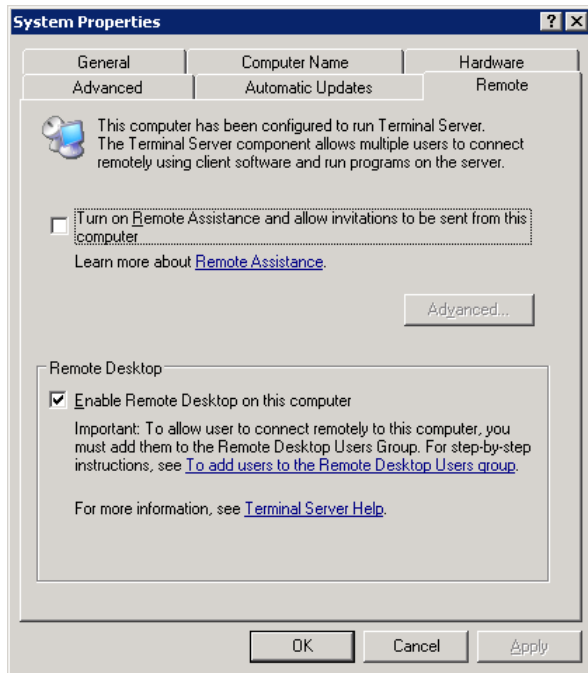 System Properties
General Computer Name Hardware
Advanced Automatic Updates Remote
This computer has been configured to run Terminal Server.
The Terminal Server component allows multiple users to connect
remotely using client software and run programs on the server.
Turn on Remote Assistance and allow invitations to be sent from this
computer
Learn more about Remote Assistance.
Advanced...
Remote Desktop
Enable Remote Desktop on this computer
Important: To allow user to connect remotely to this computer, you
must add them to the Remote Desktop Users Group. For step-by-step
instructions, see To add users to the Remote Desktop Users group.
For more information, see Terminal Server Help.
OK Cancel Apply